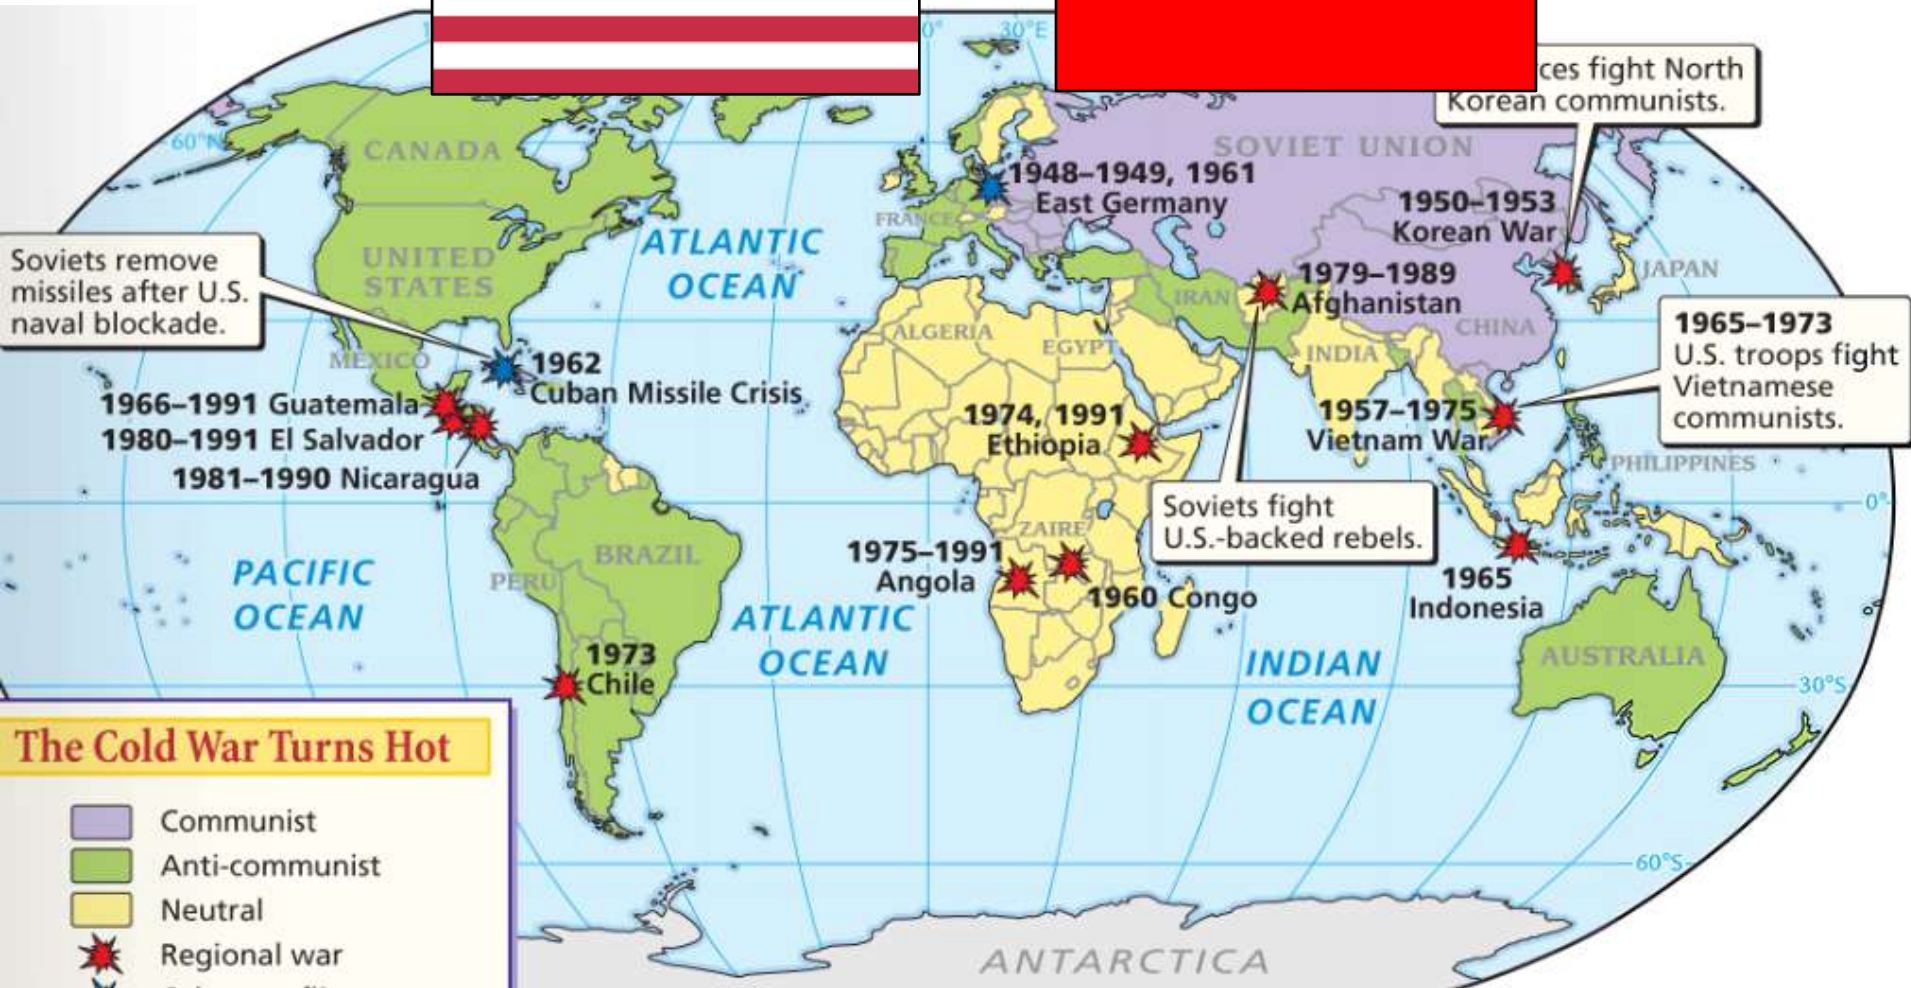 30°E
ces fight North
Korean communists.
60°N
CANADA
SOVIET UNION
1948–1949, 1961
East Germany
FRANCE
1950–1953
Korean War
ATLANTIC
OCEAN
UNITED
STATES
Soviets remove
missiles after U.S.
naval blockade.
JAPAN
1979–1989
Afghanistan
IRAN
ALGERIA
EGYPT
CHINA
INDIA
1965–1973
U.S. troops fight
Vietnamese
communists.
MEXICO
1962
Cuban Missile Crisis
1966–1991 Guatemala
1980–1991 El Salvador
1981–1990 Nicaragua
1974, 1991
Ethiopia
1957–1975
Vietnam War
PHILIPPINES
0°
Soviets fight
U.S.-backed rebels.
ZAIRE
BRAZIL
PERU
1975–1991
Angola
1960 Congo
1965
Indonesia
PACIFIC
OCEAN
ATLANTIC
OCEAN
INDIAN
OCEAN
AUSTRALIA
1973
Chile
30°S
The Cold War Turns Hot
Communist
Anti-communist
Neutral
Regional war
60°S
ANTARCTICA